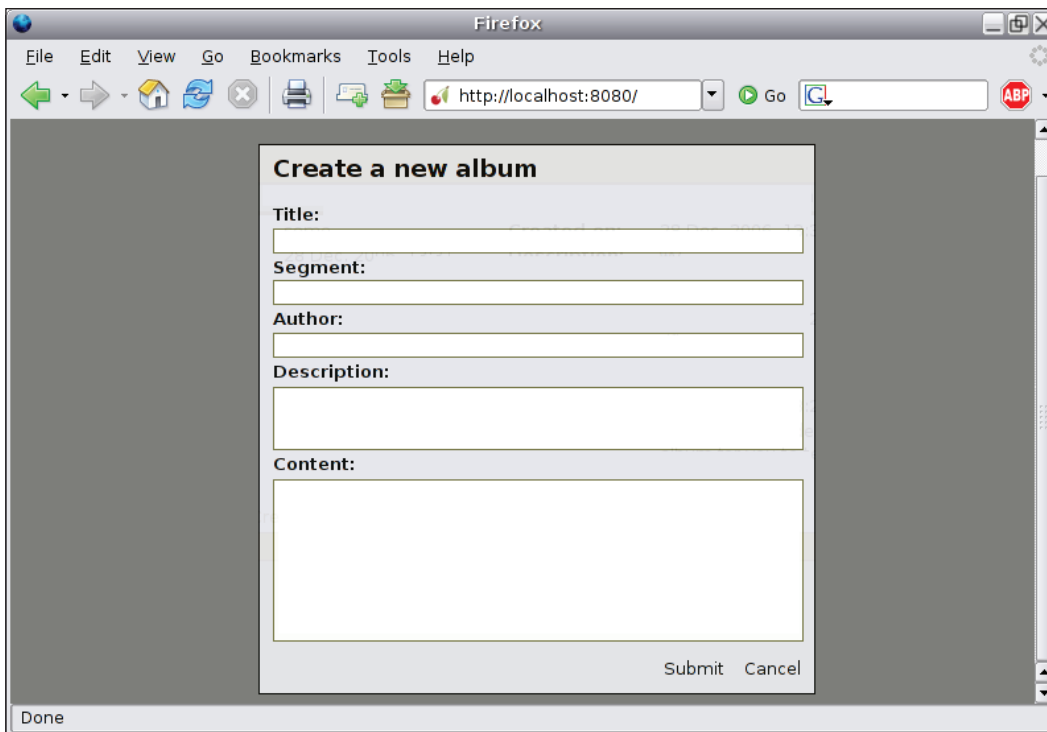 Firefox
File Edit View Go Bookmarks Tools Help
http://localhost:8080/ Go G ABP
Create a new album
Title:
Segment:
Author:
Description:
Content:
Submit Cancel
Done